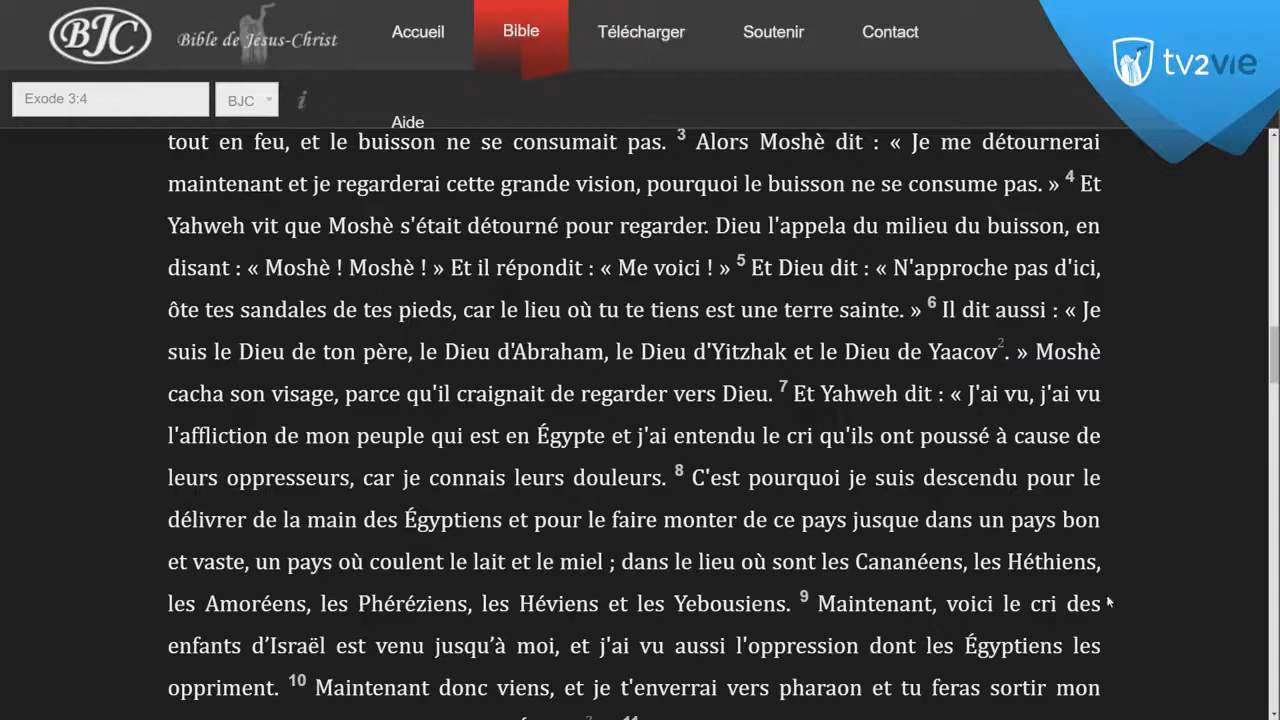 BJC
Bible de Jésus-Christ
Accueil
Bible
Télécharger
Soutenir
Contact
tv2vie
Exode 3:4
BJC
i
Aide
tout en feu, et le buisson ne se consumait pas. 3 Alors Moshè dit : « Je me détournerai
maintenant et je regarderai cette grande vision, pourquoi le buisson ne se consume pas. » 4 Et
Yahweh vit que Moshè s'était détourné pour regarder. Dieu l'appela du milieu du buisson, en
disant : « Moshè ! Moshè ! » Et il répondit : « Me voici ! » 5 Et Dieu dit : « N'approche pas d'ici,
ôte tes sandales de tes pieds, car le lieu où tu te tiens est une terre sainte. » 6 Il dit aussi : « Je
suis le Dieu de ton père, le Dieu d'Abraham, le Dieu d'Yitzhak et le Dieu de Yaacov2. » Moshè
cacha son visage, parce qu'il craignait de regarder vers Dieu. 7 Et Yahweh dit : « J'ai vu, j'ai vu
l'affliction de mon peuple qui est en Égypte et j'ai entendu le cri qu'ils ont poussé à cause de
leurs oppresseurs, car je connais leurs douleurs. 8 C'est pourquoi je suis descendu pour le
délivrer de la main des Égyptiens et pour le faire monter de ce pays jusque dans un pays bon
et vaste, un pays où coulent le lait et le miel ; dans le lieu où sont les Cananéens, les Héthiens,
les Amoréens, les Phéréziens, les Héviens et les Yebousiens. 9 Maintenant, voici le cri des
enfants d’Israël est venu jusqu’à moi, et j'ai vu aussi l'oppression dont les Égyptiens les
oppriment. 10 Maintenant donc viens, et je t'enverrai vers pharaon et tu feras sortir mon